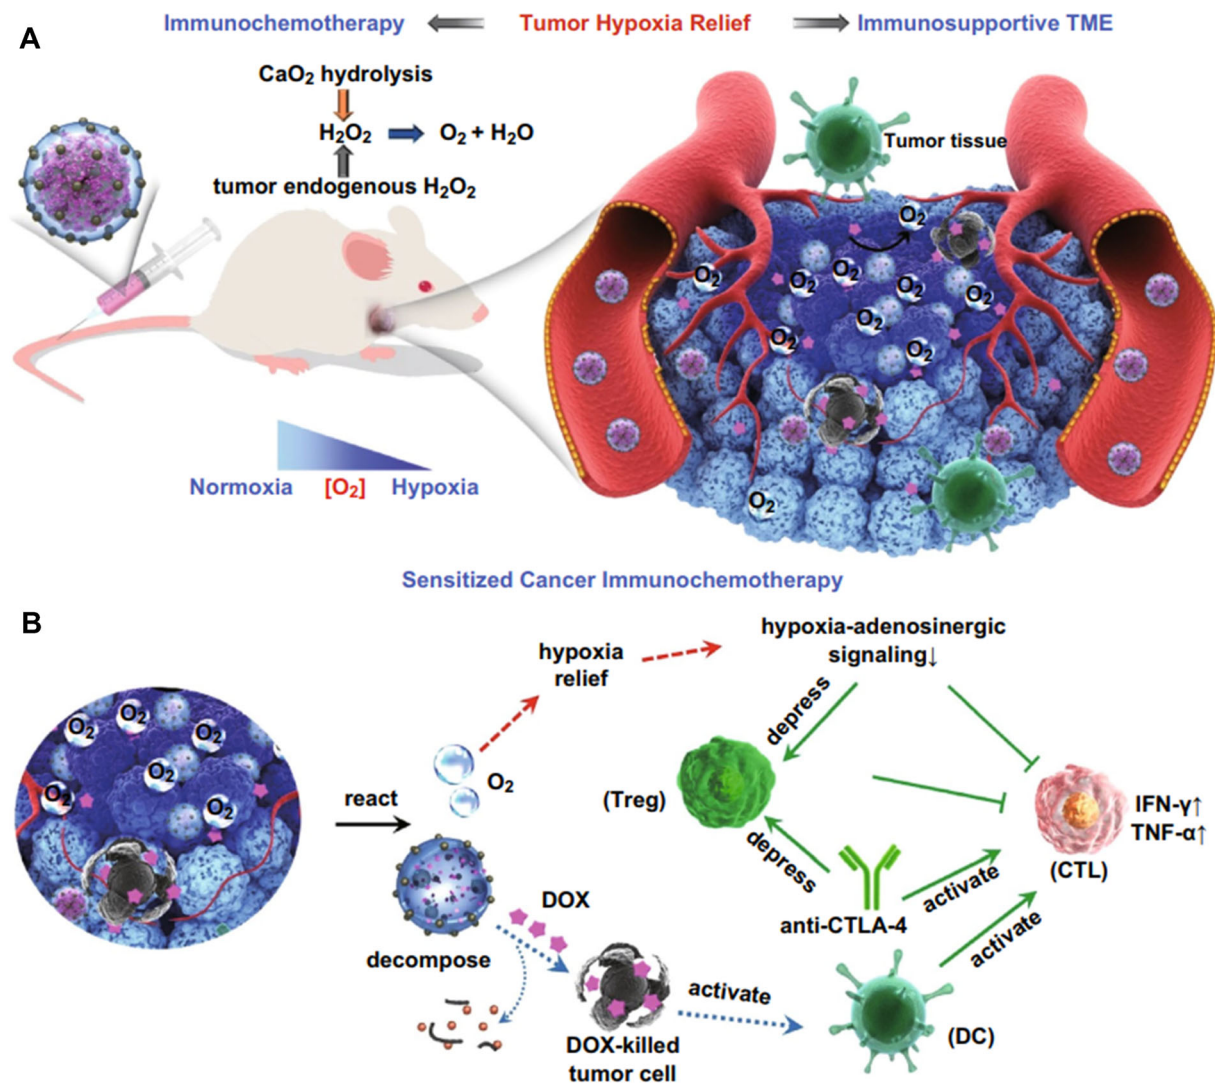 A
Immunochemotherapy
Tumor Hypoxia Relief
Immunosupportive TME
CaO₂ hydrolysis
H₂O₂
O₂ + H₂O
tumor endogenous H₂O₂
Tumor tissue
O₂
O₂
O₂
O₂
O₂
O₂
O₂
O₂
O₂
O₂
Normoxia
[O₂]
Hypoxia
Sensitized Cancer Immunochemotherapy
B
hypoxia
relief
hypoxia-adenosinergic
signaling↓
O₂
O₂
O₂
O₂
O₂
O₂
react
O₂
depress
(Treg)
IFN-γ↑
TNF-α↑
(CTL)
depress
activate
anti-CTLA-4
activate
DOX
decompose
activate
(DC)
DOX-killed
tumor cell